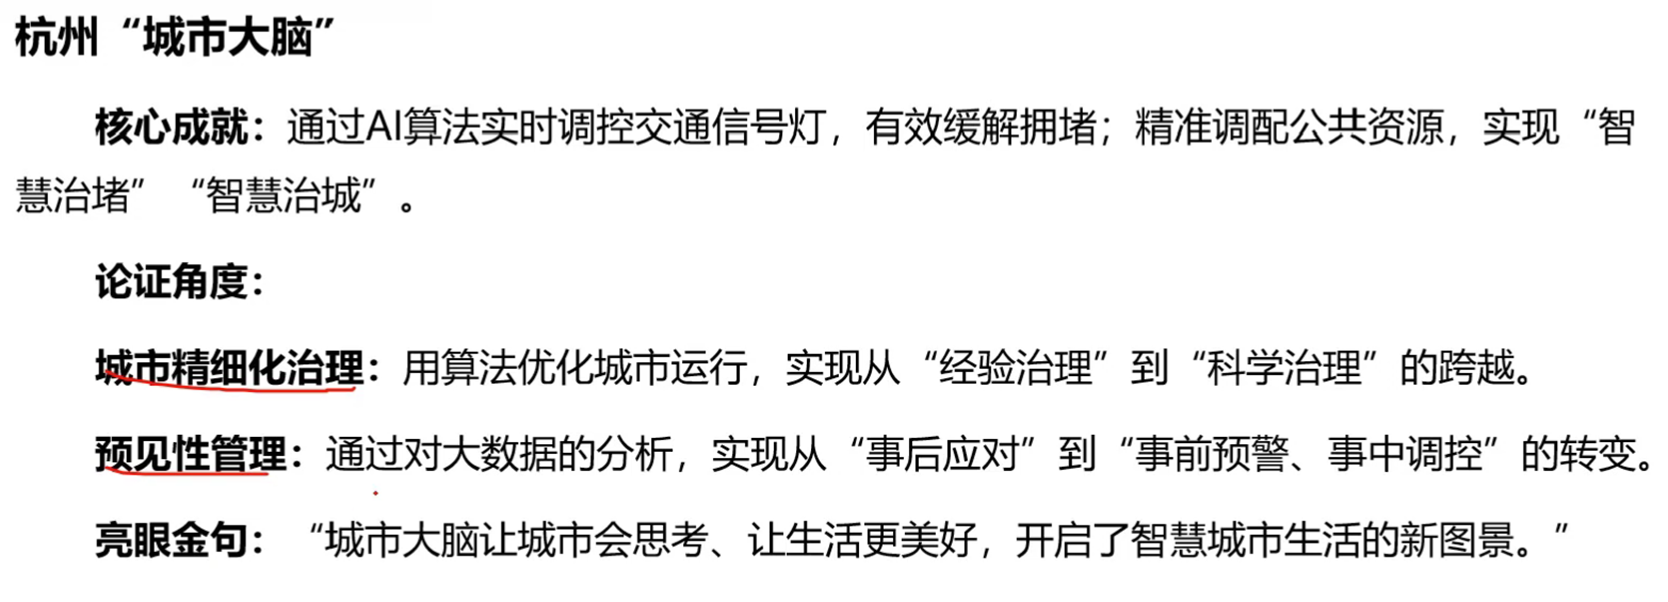 杭州“城市大脑”
核心成就：通过AI算法实时调控交通信号灯，有效缓解拥堵；精准调配公共资源，实现“智
慧治堵”“智慧治城”。
论证角度：
城市精细化治理：用算法优化城市运行，实现从“经验治理”到“科学治理”的跨越。
预见性管理：通过对大数据的分析，实现从“事后应对”到“事前预警、事中调控”的转变。
亮眼金句：“城市大脑让城市会思考、让生活更美好，开启了智慧城市生活的新图景。”